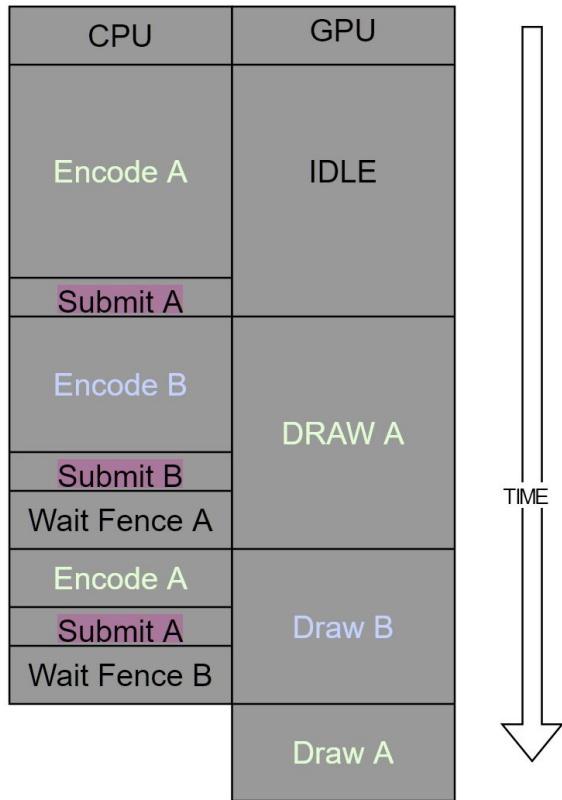 CPU
GPU
Encode A
IDLE
Submit A
Encode B
DRAW A
Submit B
Wait Fence A
Encode A
Draw B
Submit A
Wait Fence B
Draw A
TIME